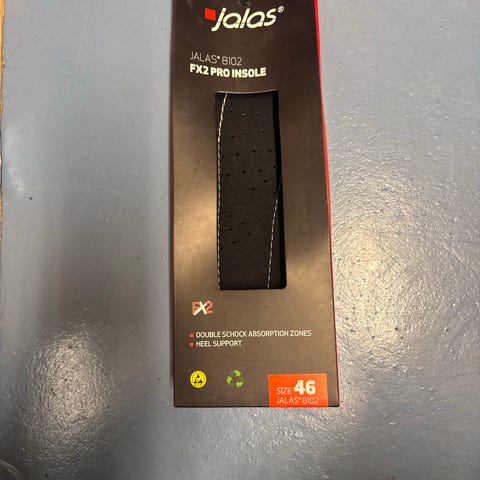 jalas®
JALAS® 8102
FX2 PRO INSOLE
FX2
DOUBLE SCHOCK ABSORPTION ZONES
HEEL SUPPORT
SIZE 46
JALAS® 8102